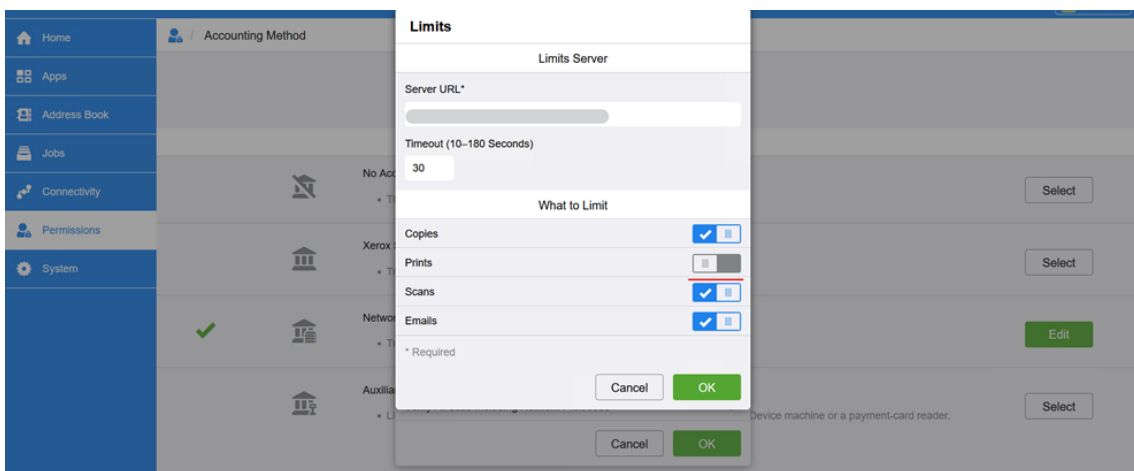 Home
Apps
Address Book
Jobs
Connectivity
Permissions
System
/ Accounting Method
No
Xerox
Select
Select
Edit
Select
Device machine or a payment-card reader.
Limits
Limits Server
Server URL*
Timeout (10–180 Seconds)
30
What to Limit
Copies
Prints
Scans
Emails
* Required
Cancel OK
Cancel OK